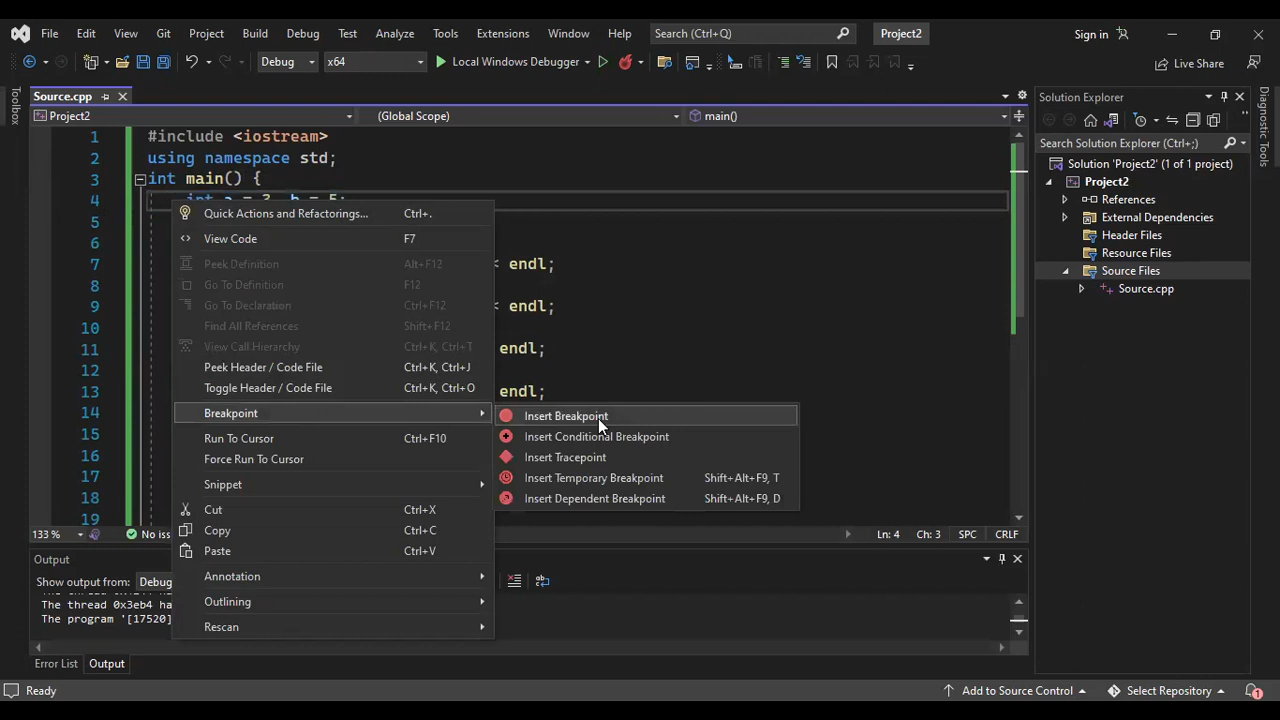 File Edit View Git Project Build Debug Test Analyze Tools Extensions Window Help Search (Ctrl+Q) Project2 Sign in
Debug x64 Local Windows Debugger Live Share
Toolbox
Source.cpp
Project2 (Global Scope) main()
1 #include <iostream>
2 using namespace std;
3 int main() {
4 int a = 3, b = 5;
5
6
7 < endl;
8
9 < endl;
10
11 endl;
12
13 endl;
14
15
16
17
18
19
Quick Actions and Refactorings... Ctrl+.
View Code F7
Peek Definition Alt+F12
Go To Definition F12
Go To Declaration Ctrl+F12
Find All References Shift+F12
View Call Hierarchy Ctrl+K, Ctrl+T
Peek Header / Code File Ctrl+K, Ctrl+J
Toggle Header / Code File Ctrl+K, Ctrl+O
Breakpoint
Run To Cursor Ctrl+F10
Force Run To Cursor
Snippet
Cut Ctrl+X
Copy Ctrl+C
Paste Ctrl+V
Annotation
Outlining
Rescan
Insert Breakpoint
Insert Conditional Breakpoint
Insert Tracepoint
Insert Temporary Breakpoint Shift+Alt+F9, T
Insert Dependent Breakpoint Shift+Alt+F9, D
133 % No iss Ln: 4 Ch: 3 SPC CRLF
Output
Show output from: Debug
The thread 0x3eb4 ha
The program '[17520]
Error List Output
Solution Explorer
Search Solution Explorer (Ctrl+;)
Solution 'Project2' (1 of 1 project)
Project2
References
External Dependencies
Header Files
Resource Files
Source Files
Source.cpp
Diagnostic Tools
Ready Add to Source Control Select Repository 1